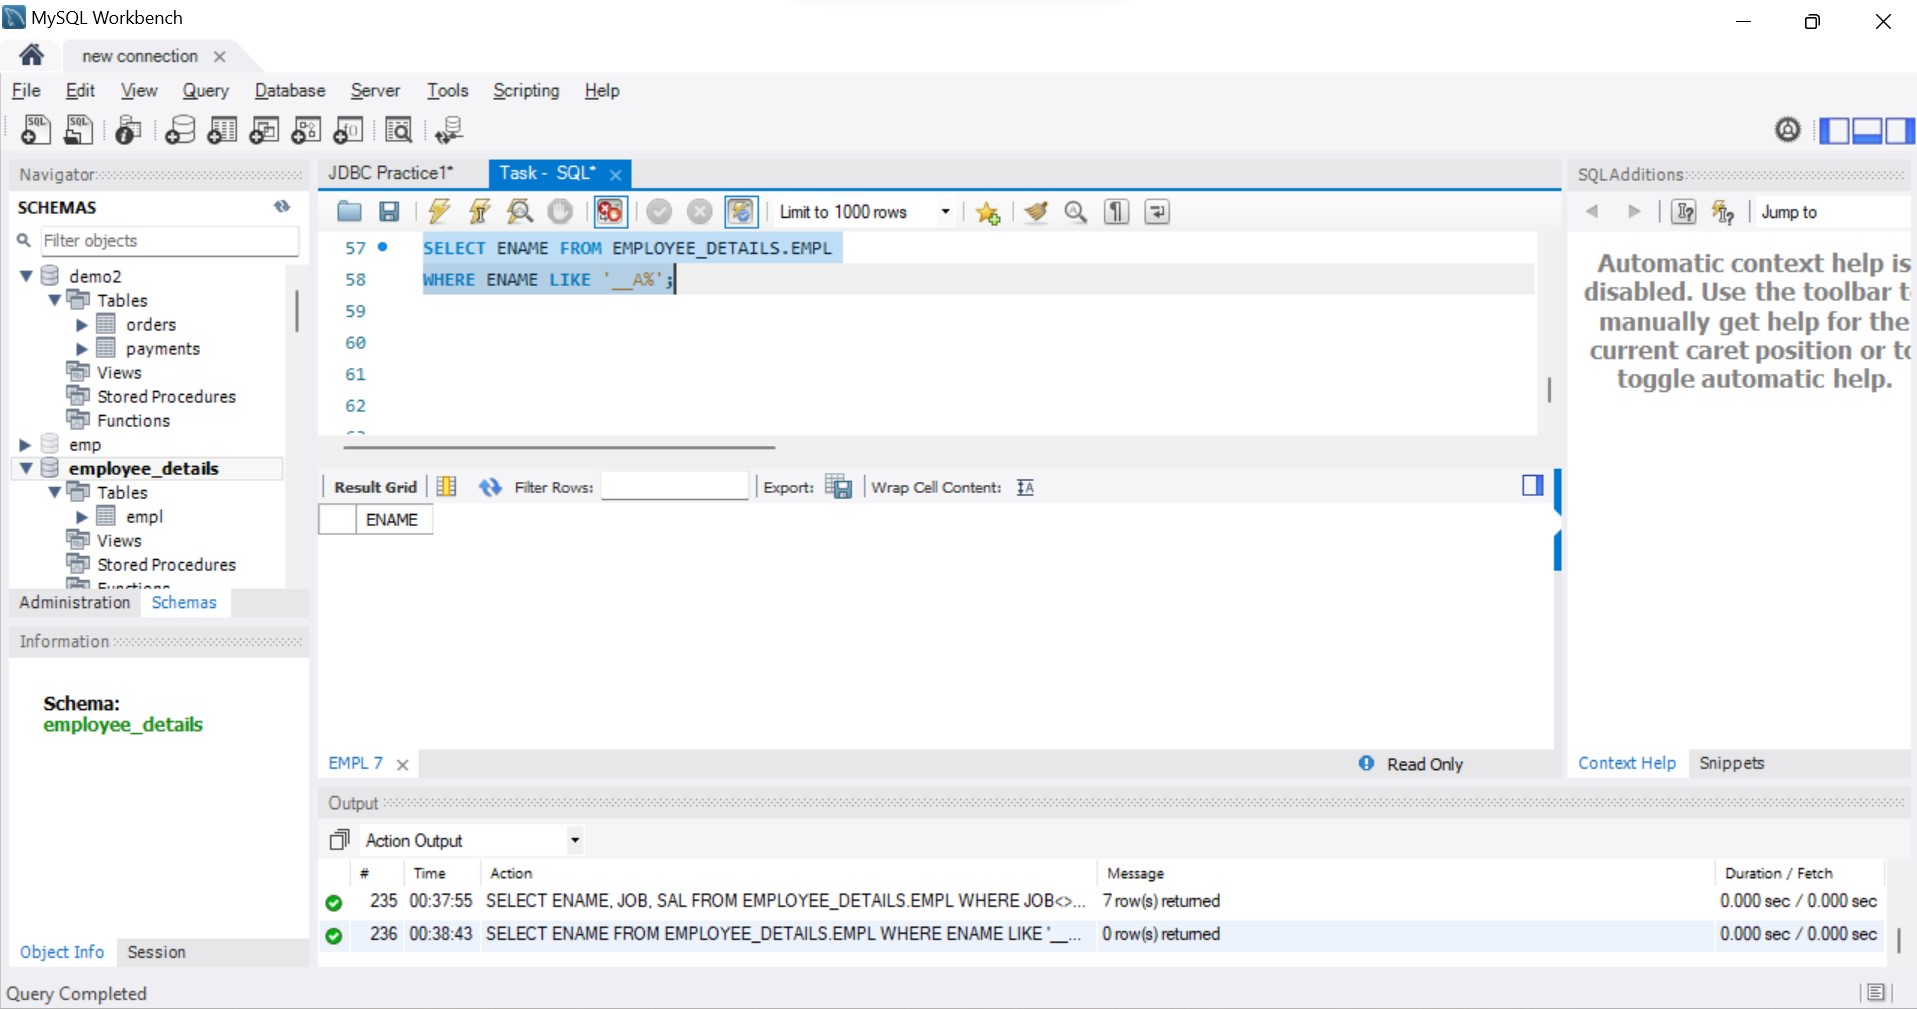 MySQL Workbench
new connection
File Edit View Query Database Server Tools Scripting Help
Navigator
SCHEMAS
Filter objects
demo2
Tables
orders
payments
Views
Stored Procedures
Functions
emp
employee_details
Tables
empl
Views
Stored Procedures
Functions
Administration Schemas
Information
Schema:
employee_details
Object Info Session
Query Completed
JDBC Practice1* Task - SQL*
Limit to 1000 rows
57 SELECT ENAME FROM EMPLOYEE_DETAILS.EMPL
58 WHERE ENAME LIKE '__A%';
59
60
61
62
Result Grid Filter Rows: Export: Wrap Cell Content:
ENAME
EMPL 7 Read Only
Output
Action Output
# Time Action Message Duration / Fetch
235 00:37:55 SELECT ENAME, JOB, SAL FROM EMPLOYEE_DETAILS.EMPL WHERE JOB<>... 7 row(s) returned 0.000 sec / 0.000 sec
236 00:38:43 SELECT ENAME FROM EMPLOYEE_DETAILS.EMPL WHERE ENAME LIKE '__... 0 row(s) returned 0.000 sec / 0.000 sec
SQLAdditions
Jump to
Automatic context help is
disabled. Use the toolbar t
manually get help for the
current caret position or to
toggle automatic help.
Context Help Snippets